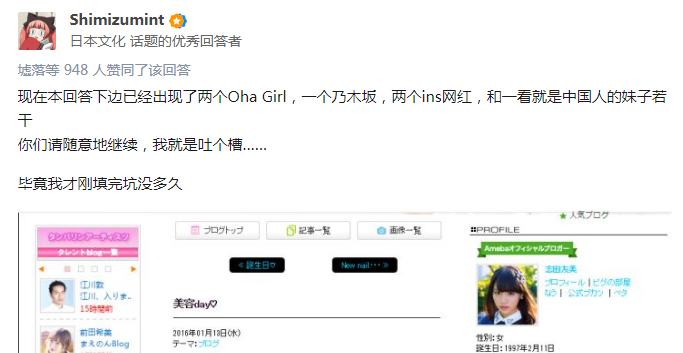 Shimizumint
日本文化 话题的优秀回答者
墟落等 948 人赞同了该回答
现在本回答下边已经出现了两个Oha Girl，一个乃木坂，两个ins网红，和一看就是中国人的妹子若
干
你们请随意地继续，我就是吐个槽......
毕竟我才刚填完坑没多久
タンバリンアーティスツ
タレントblog一覧
江川敦
江川、入りま...
15時間前
前田希美
まえのんBlog
ブログトップ
記事一覧
画像一覧
≪ 誕生日♡
New nail・・・ ≫
美容day♡
2016年01月13日(水)
テーマ：ブログ
★ 人気ブログ
PROFILE
Amebaオフィシャルブロガー
志田友美
プロフィール｜ピグの部屋
なう｜
性別：女
誕生日：1997年2月11日